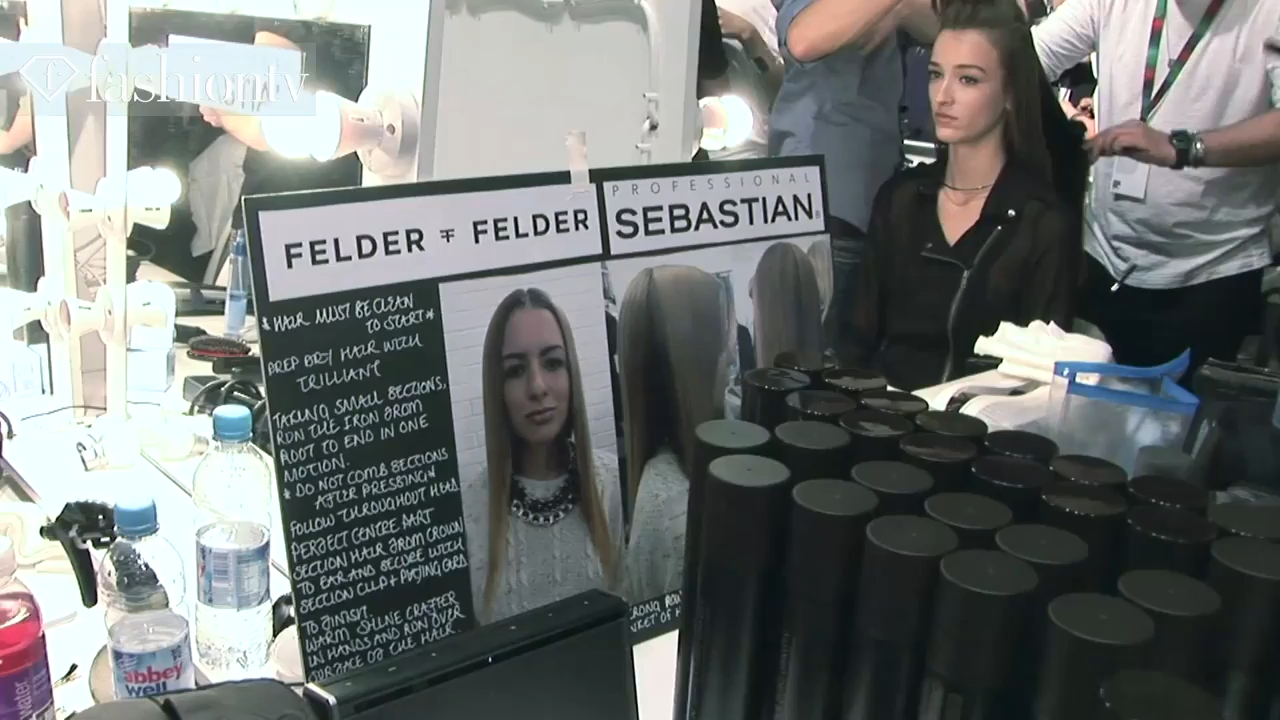 fashiontv
FELDER FELDER
PROFESSIONAL
SEBASTIAN
* HAIR MUST BE CLEAN
TO START *
PREP DRY HAIR WITH
TRILLIANT
TAKING SMALL SECTIONS,
RUN THE IRON FROM
ROOT TO END IN ONE
MOTION.
* DO NOT COMB SECTIONS
AFTER PRESSING *
FOLLOW THROUGHOUT HEAD
PERFECT CENTRE PART
SECTION HAIR FROM CROWN
TO EAR AND SECURE WITH
SECTION CLIP +
TO FINISH
WARM SHINE CRAFTER
IN HANDS AND RUN OVER
SURFACE OF THE HAIR
abbey
well
water